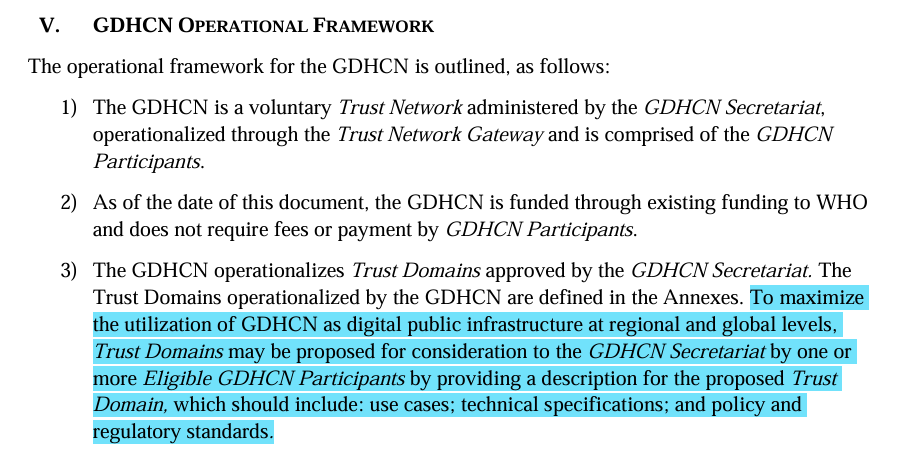 V. GDHCN OPERATIONAL FRAMEWORK
The operational framework for the GDHCN is outlined, as follows:
1) The GDHCN is a voluntary Trust Network administered by the GDHCN Secretariat,
operationalized through the Trust Network Gateway and is comprised of the GDHCN
Participants.
2) As of the date of this document, the GDHCN is funded through existing funding to WHO
and does not require fees or payment by GDHCN Participants.
3) The GDHCN operationalizes Trust Domains approved by the GDHCN Secretariat. The
Trust Domains operationalized by the GDHCN are defined in the Annexes. To maximize
the utilization of GDHCN as digital public infrastructure at regional and global levels,
Trust Domains may be proposed for consideration to the GDHCN Secretariat by one or
more Eligible GDHCN Participants by providing a description for the proposed Trust
Domain, which should include: use cases; technical specifications; and policy and
regulatory standards.